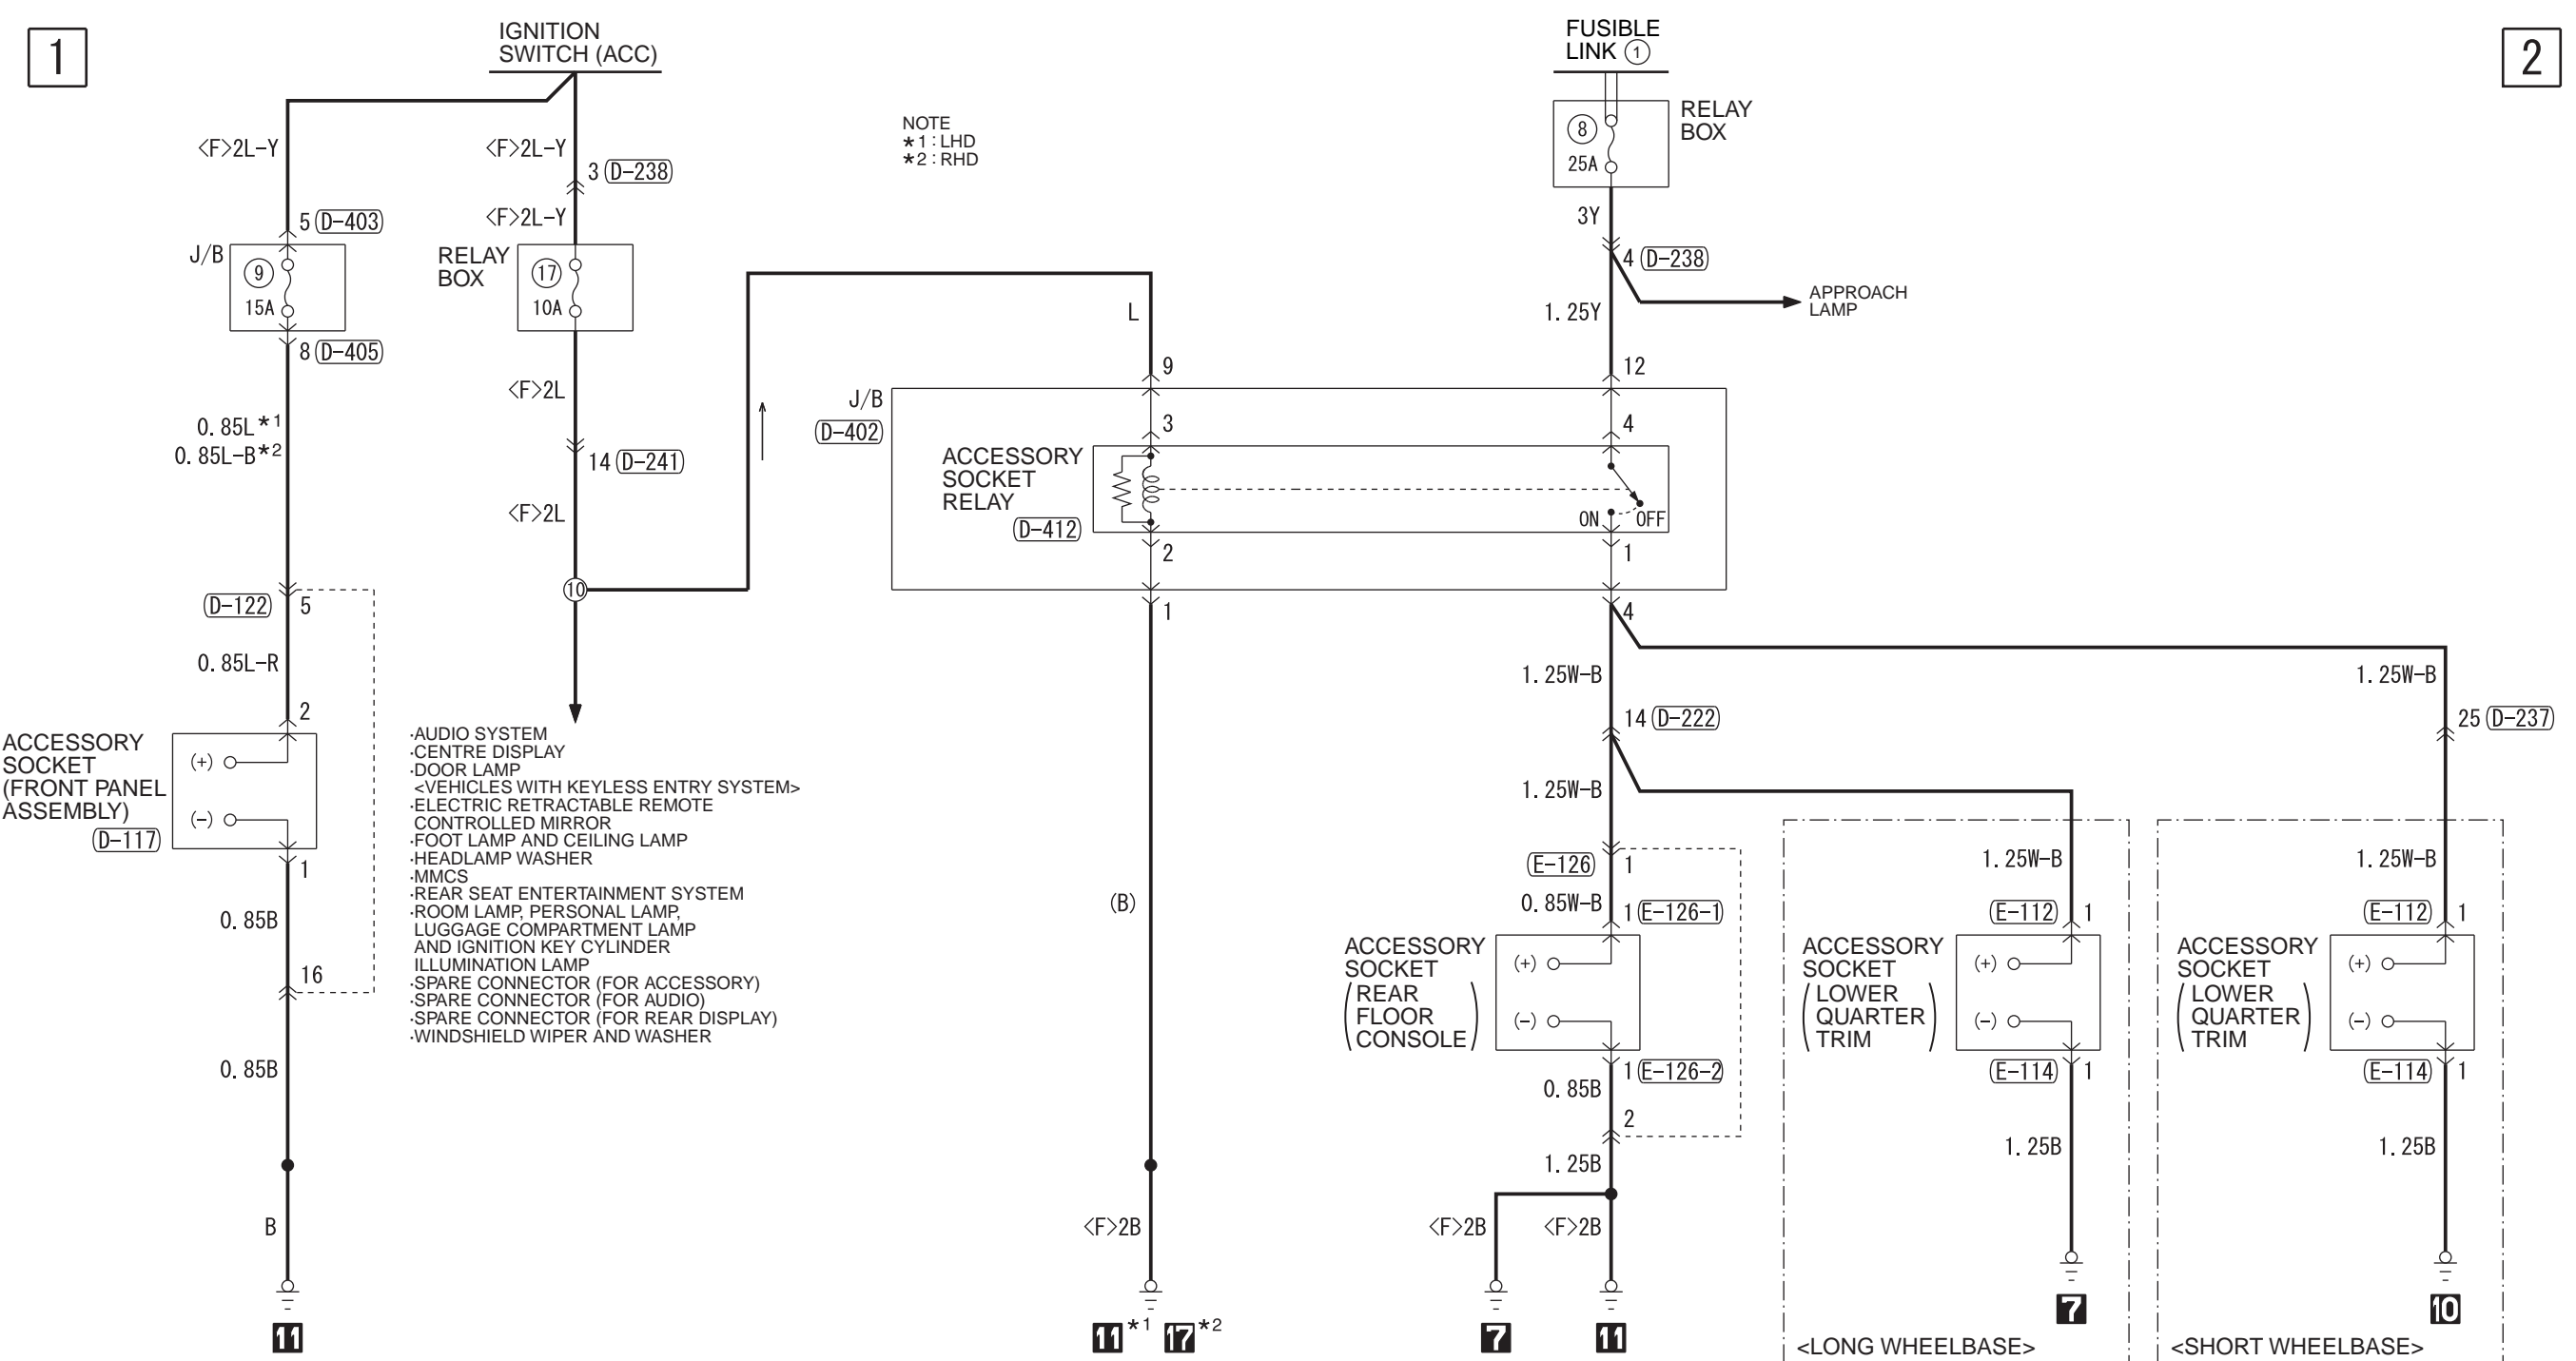 1
IGNITION
SWITCH (ACC)
FUSIBLE
LINK ①
2
NOTE
*1 : LHD
*2 : RHD
<F>2L-Y
<F>2L-Y
3 (D-238)
<F>2L-Y
5 (D-403)
J/B
⑨
15A
8 (D-405)
RELAY
BOX
⑰
10A
<F>2L
14 (D-241)
<F>2L
⑩
0.85L*1
0.85L-B*2
(D-122) 5
0.85L-R
2
ACCESSORY
SOCKET
(FRONT PANEL
ASSEMBLY)
(D-117)
(+)
(-)
1
0.85B
16
0.85B
B
11
·AUDIO SYSTEM
·CENTRE DISPLAY
·DOOR LAMP
<VEHICLES WITH KEYLESS ENTRY SYSTEM>
·ELECTRIC RETRACTABLE REMOTE
CONTROLLED MIRROR
·FOOT LAMP AND CEILING LAMP
·HEADLAMP WASHER
·MMCS
·REAR SEAT ENTERTAINMENT SYSTEM
·ROOM LAMP, PERSONAL LAMP,
LUGGAGE COMPARTMENT LAMP
AND IGNITION KEY CYLINDER
ILLUMINATION LAMP
·SPARE CONNECTOR (FOR ACCESSORY)
·SPARE CONNECTOR (FOR AUDIO)
·SPARE CONNECTOR (FOR REAR DISPLAY)
·WINDSHIELD WIPER AND WASHER
RELAY
BOX
⑧
25A
3Y
4 (D-238)
APPROACH
LAMP
1.25Y
L
9
12
J/B
(D-402)
3
4
ACCESSORY
SOCKET
RELAY
(D-412)
ON
OFF
2
1
1
4
(B)
<F>2B
11*1 17*2
1.25W-B
14 (D-222)
1.25W-B
(E-126) 1
0.85W-B
1 (E-126-1)
ACCESSORY
SOCKET
(REAR
FLOOR
CONSOLE)
(+)
(-)
1 (E-126-2)
0.85B
2
1.25B
<F>2B
<F>2B
7
11
1.25W-B
(E-112) 1
ACCESSORY
SOCKET
(LOWER
QUARTER
TRIM)
(+)
(-)
(E-114) 1
1.25B
7
<LONG WHEELBASE>
1.25W-B
25 (D-237)
1.25W-B
(E-112) 1
ACCESSORY
SOCKET
(LOWER
QUARTER
TRIM)
(+)
(-)
(E-114) 1
1.25B
10
<SHORT WHEELBASE>